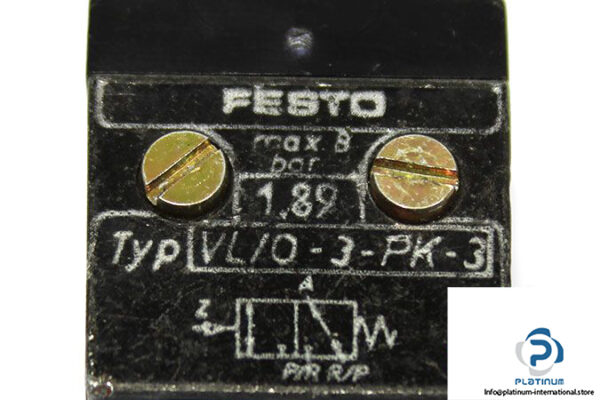 FESTO
max. 8
bar
1.89
Typ VL/O-3-PK-3
A
Z
P/R R/P
PLATINUM
Info@platinum-international.store